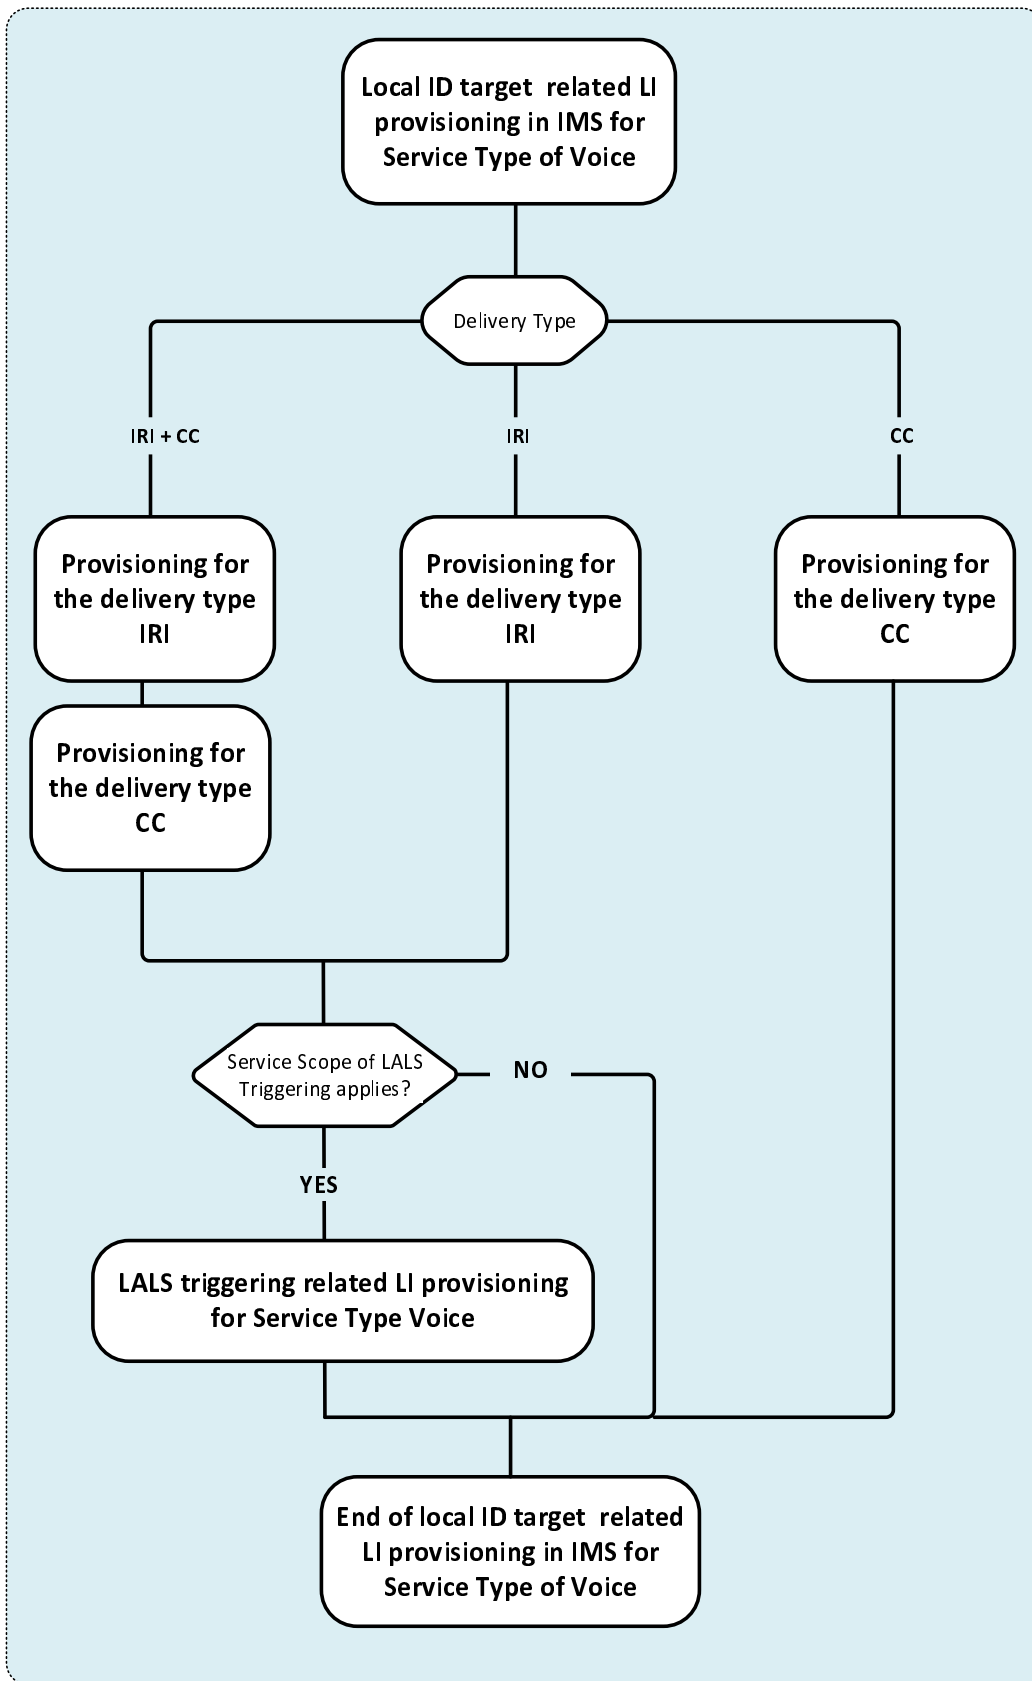 Local ID target related LI
provisioning in IMS for
Service Type of Voice
Delivery Type
IRI + CC
IRI
CC
Provisioning for
the delivery type
IRI
Provisioning for
the delivery type
IRI
Provisioning for
the delivery type
CC
Provisioning for
the delivery type
CC
Service Scope of LALS
Triggering applies?
NO
YES
LALS triggering related LI provisioning
for Service Type Voice
End of local ID target related
LI provisioning in IMS for
Service Type of Voice